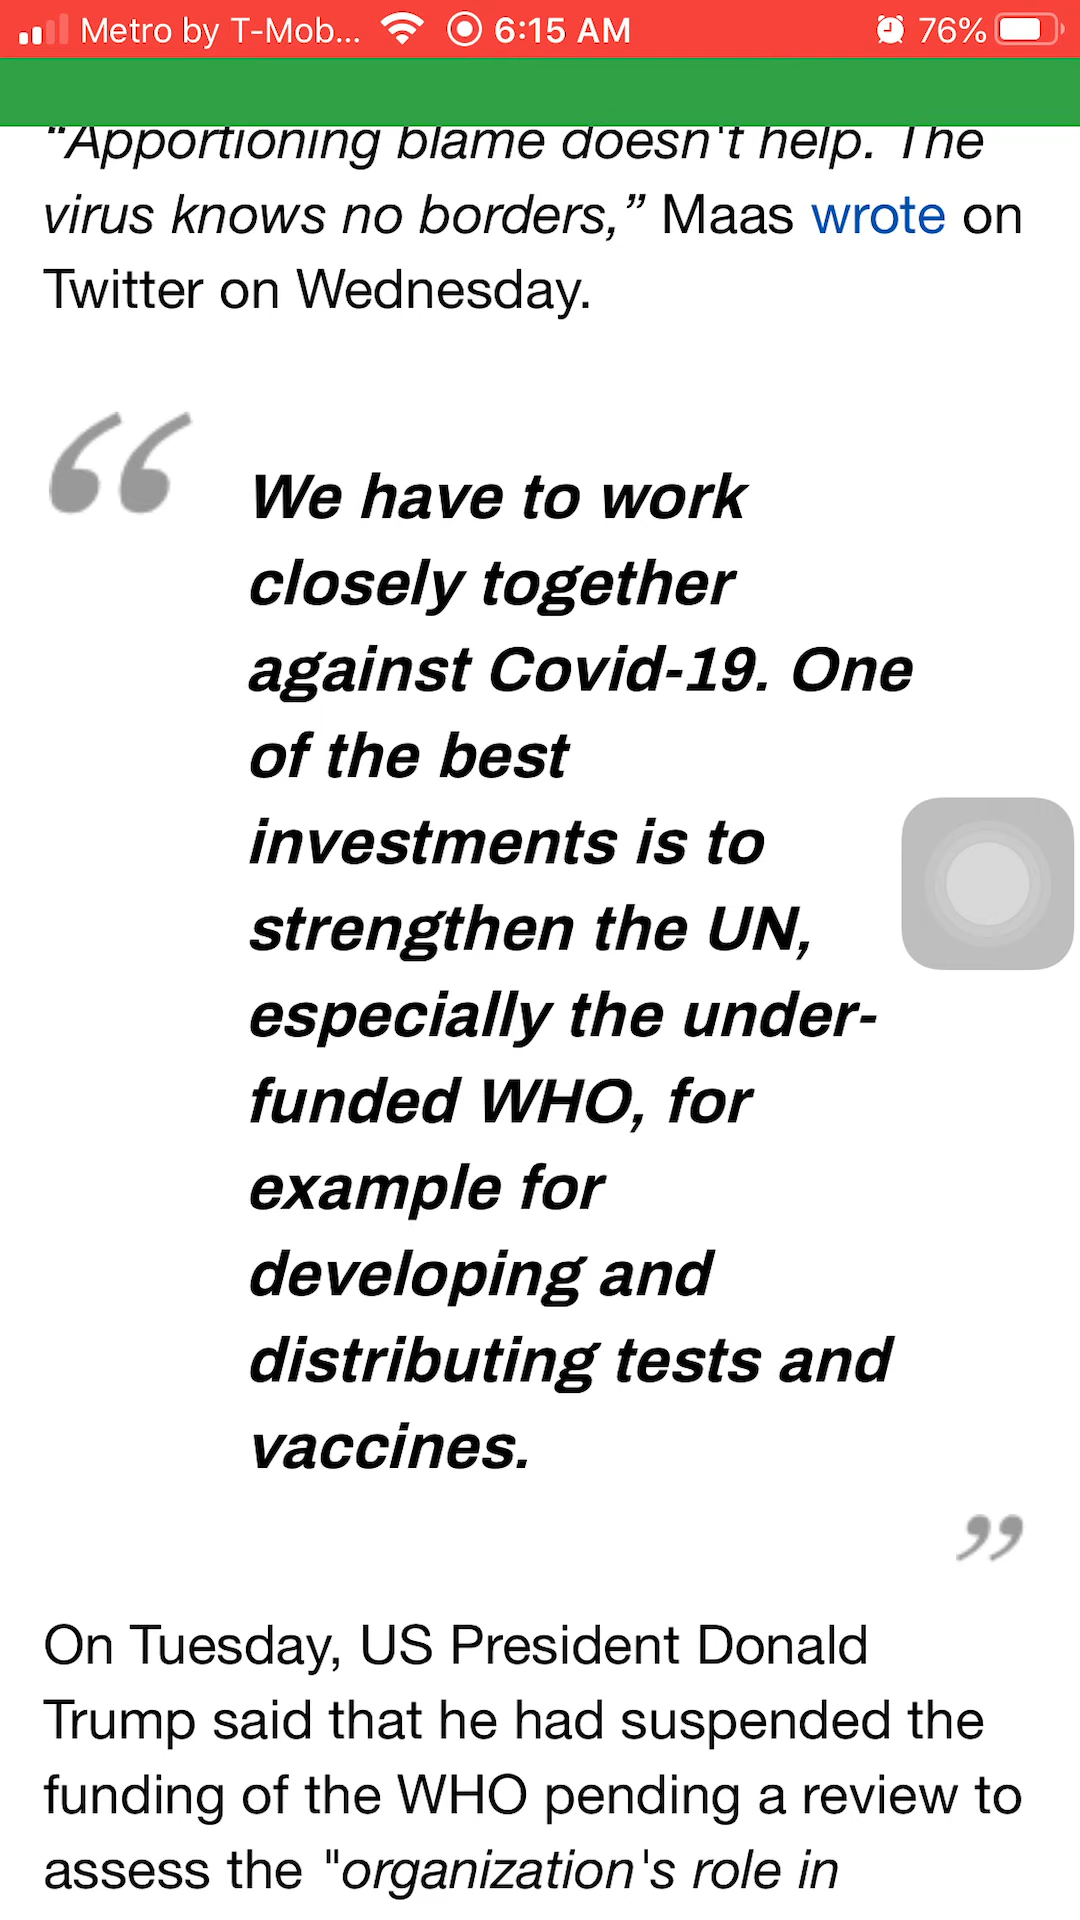 Metro by T-Mob... 6:15 AM 76%
“Apportioning blame doesn't help. The
virus knows no borders,” Maas wrote on
Twitter on Wednesday.
“
We have to work
closely together
against Covid-19. One
of the best
investments is to
strengthen the UN,
especially the under-
funded WHO, for
example for
developing and
distributing tests and
vaccines.
”
On Tuesday, US President Donald
Trump said that he had suspended the
funding of the WHO pending a review to
assess the "organization's role in